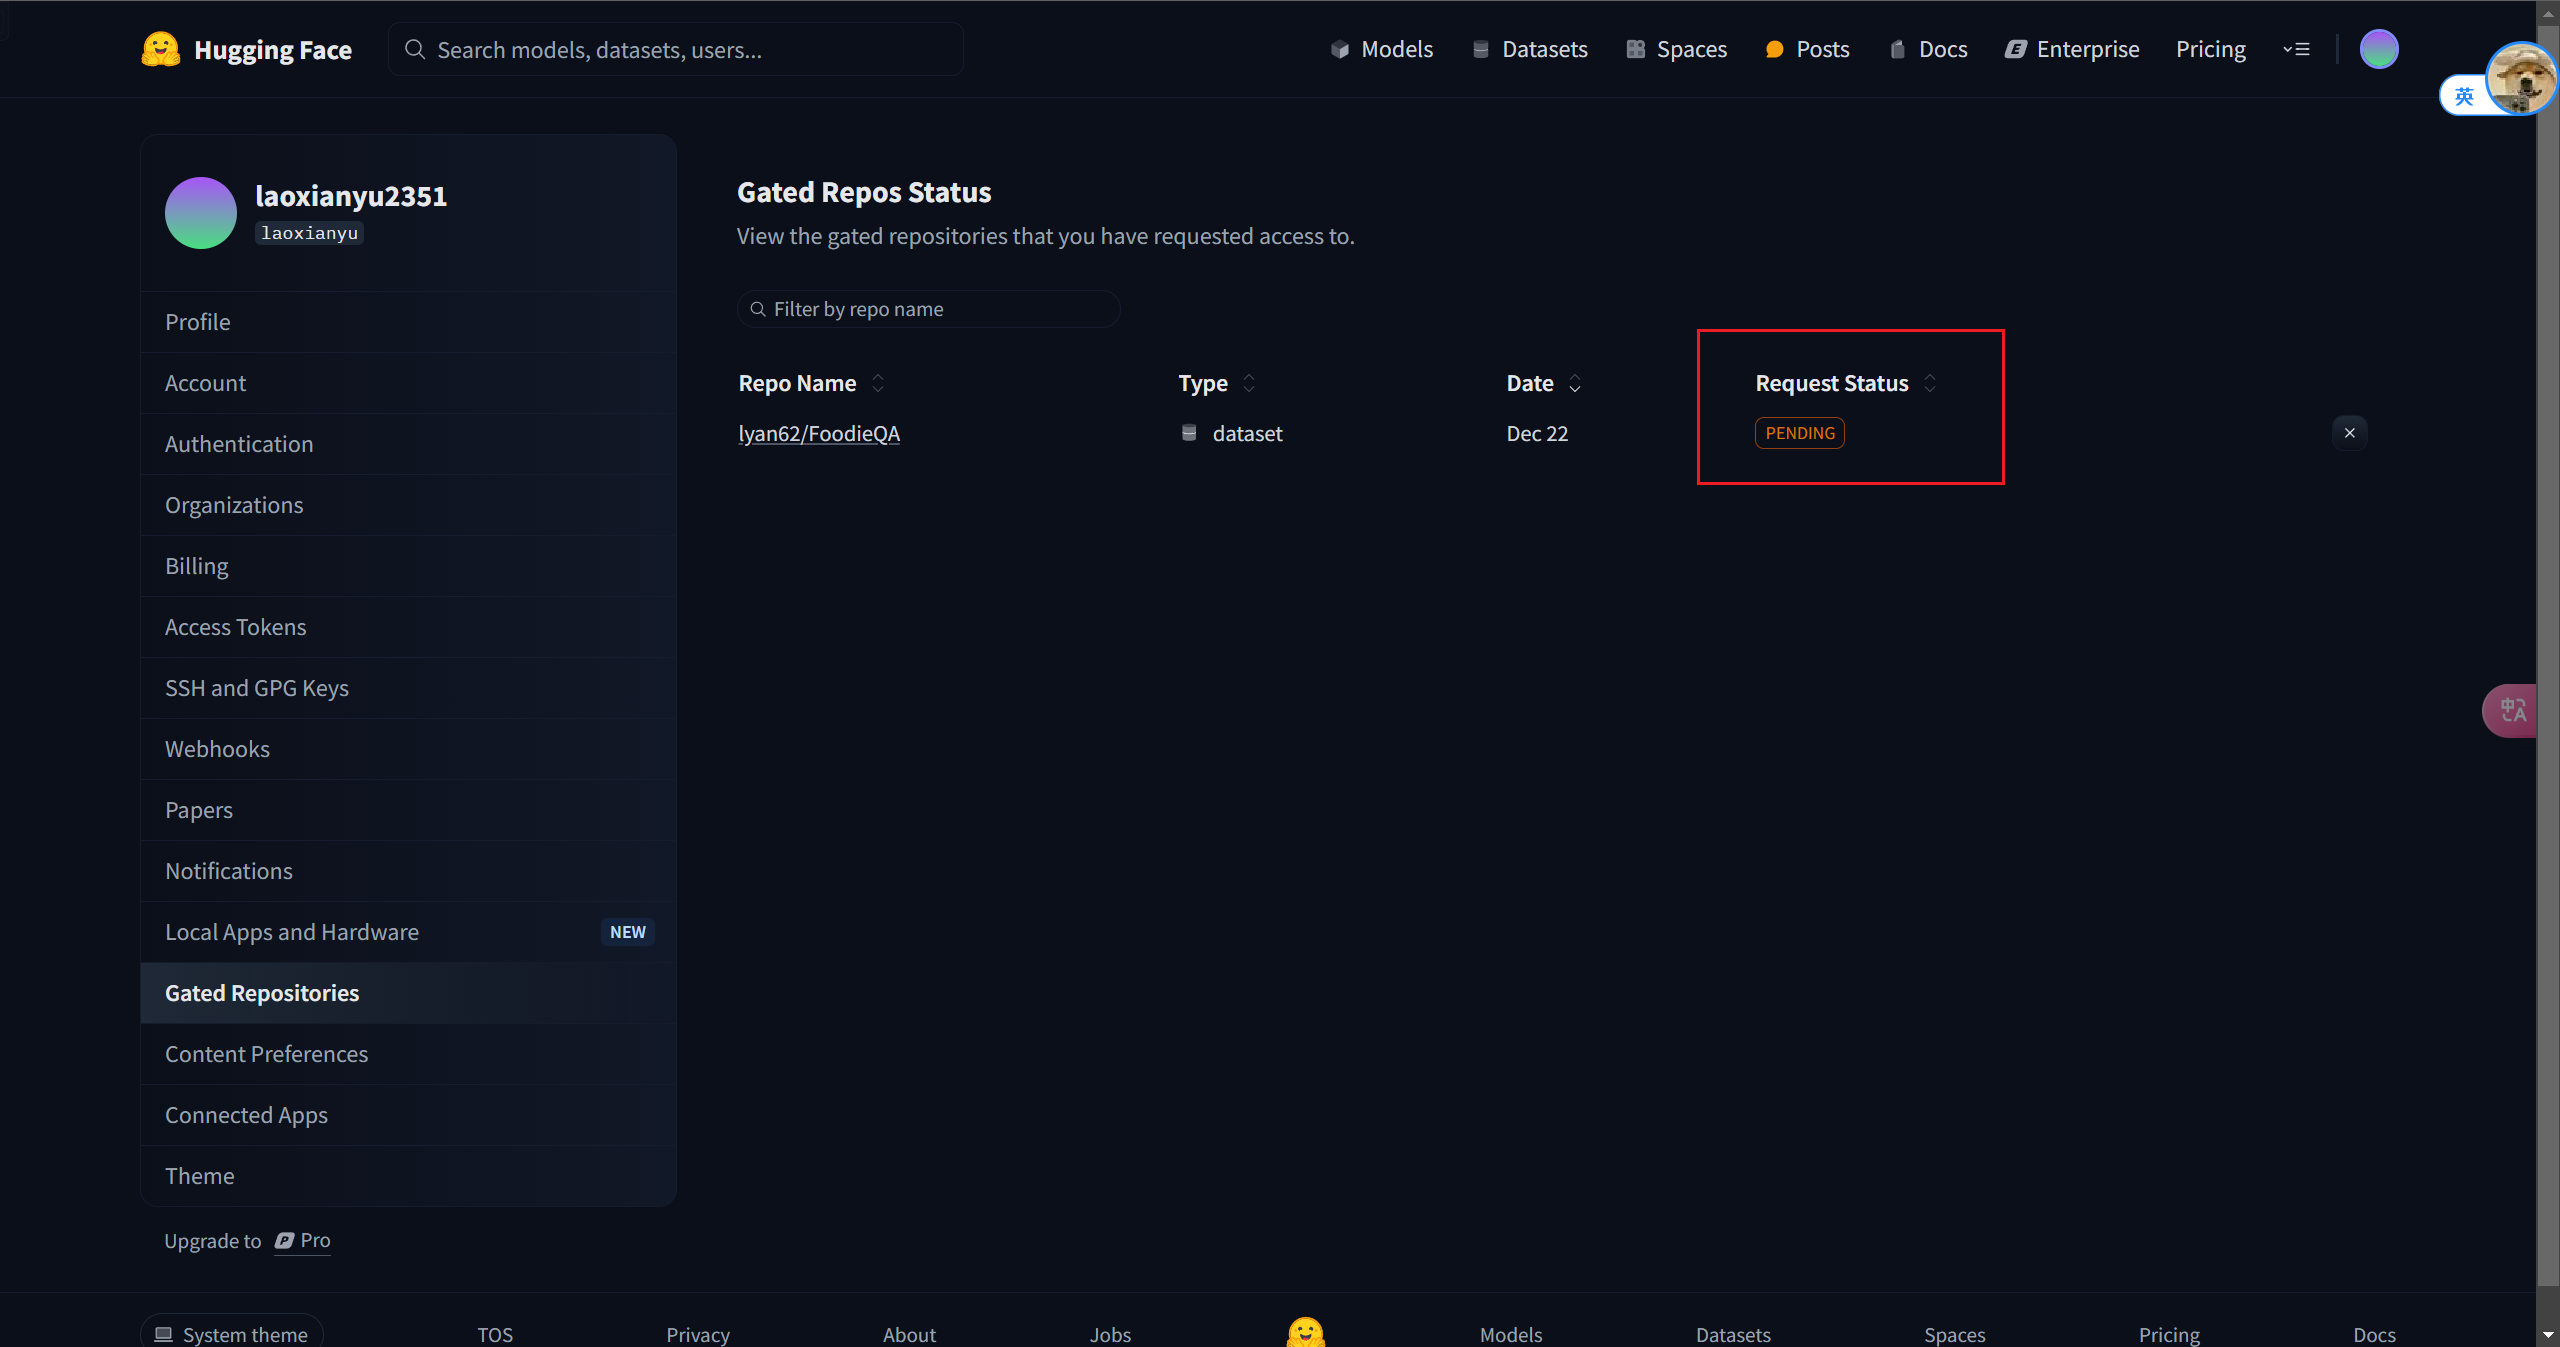 Hugging Face
Search models, datasets, users...
Models
Datasets
Spaces
Posts
Docs
Enterprise
Pricing
英
laoxianyu2351
laoxianyu
Profile
Account
Authentication
Organizations
Billing
Access Tokens
SSH and GPG Keys
Webhooks
Papers
Notifications
Local Apps and Hardware NEW
Gated Repositories
Content Preferences
Connected Apps
Theme
Upgrade to Pro
Gated Repos Status
View the gated repositories that you have requested access to.
Filter by repo name
Repo Name Type Date Request Status
lyan62/FoodieQA dataset Dec 22 PENDING
中A
System theme TOS Privacy About Jobs Models Datasets Spaces Pricing Docs